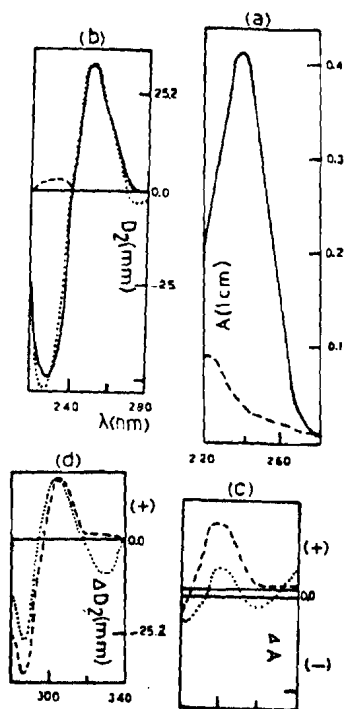 (b)
25.2
0.0
-25.
D2(mm)
240
280
λ(nm)
(a)
0.4
0.3
0.2
0.1
A(1cm)
220
260
(d)
(+)
0.0
-25.2
ΔD2(mm)
300
340
(c)
(+)
0.0
(−)
ΔA